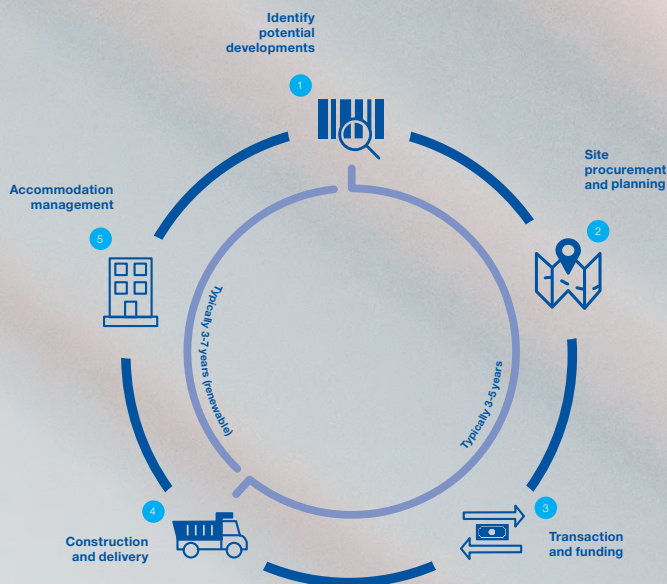 Identify
potential
developments
1
Site
procurement
and planning
2
3
Transaction
and funding
4
Construction
and delivery
Accommodation
management
5
Typically 3-5 years
Typically 3-7 years (renewable)